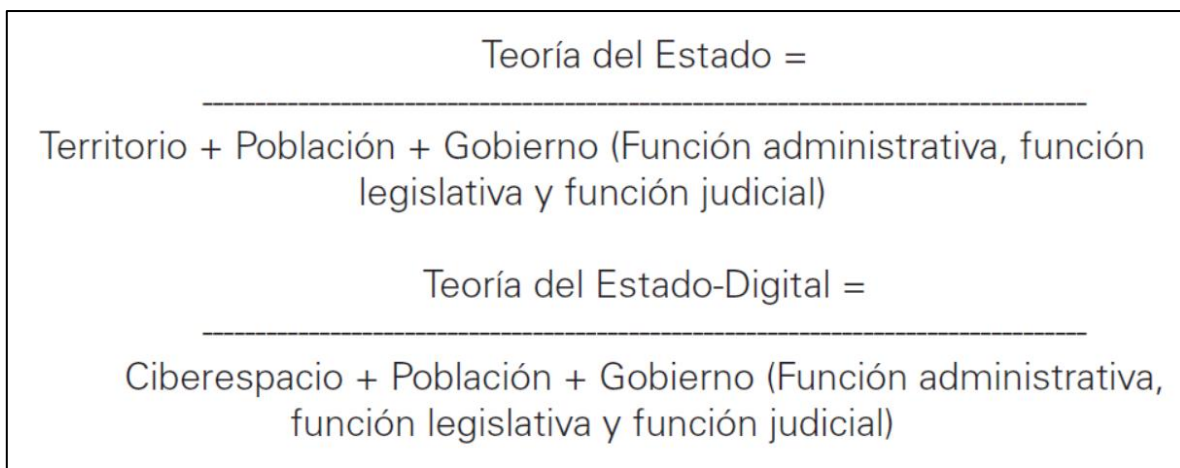 Teoría del Estado =
Territorio + Población + Gobierno (Función administrativa, función
legislativa y función judicial)
Teoría del Estado-Digital =
Ciberespacio + Población + Gobierno (Función administrativa,
función legislativa y función judicial)